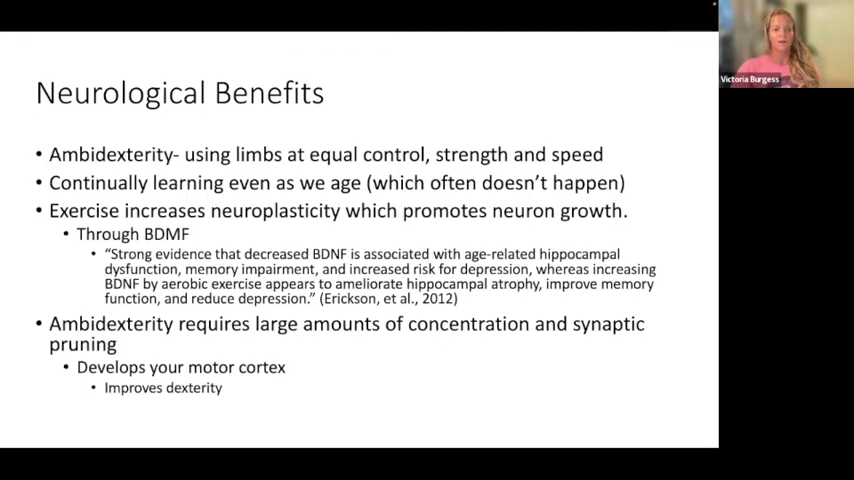 Neurological Benefits
Victoria Burgess
• Ambidexterity- using limbs at equal control, strength and speed
• Continually learning even as we age (which often doesn't happen)
• Exercise increases neuroplasticity which promotes neuron growth.
• Through BDMF
• "Strong evidence that decreased BDNF is associated with age-related hippocampal
dysfunction, memory impairment, and increased risk for depression, whereas increasing
BDNF by aerobic exercise appears to ameliorate hippocampal atrophy, improve memory
function, and reduce depression." (Erickson, et al., 2012)
• Ambidexterity requires large amounts of concentration and synaptic
pruning
• Develops your motor cortex
• Improves dexterity